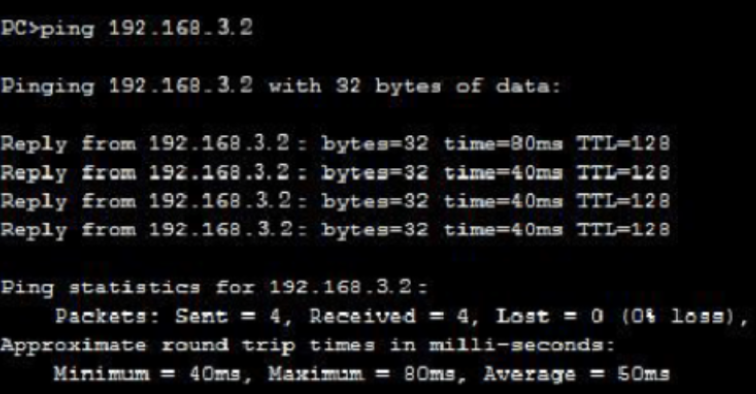 PC>ping 192.168.3.2
Pinging 192.168.3.2 with 32 bytes of data:
Reply from 192.168.3.2: bytes=32 time=80ms TTL=128
Reply from 192.168.3.2: bytes=32 time=40ms TTL=128
Reply from 192.168.3.2: bytes=32 time=40ms TTL=128
Reply from 192.168.3.2: bytes=32 time=40ms TTL=128
Ping statistics for 192.168.3.2:
Packets: Sent = 4, Received = 4, Lost = 0 (0% loss),
Approximate round trip times in milli-seconds:
Minimum = 40ms, Maximum = 80ms, Average = 50ms